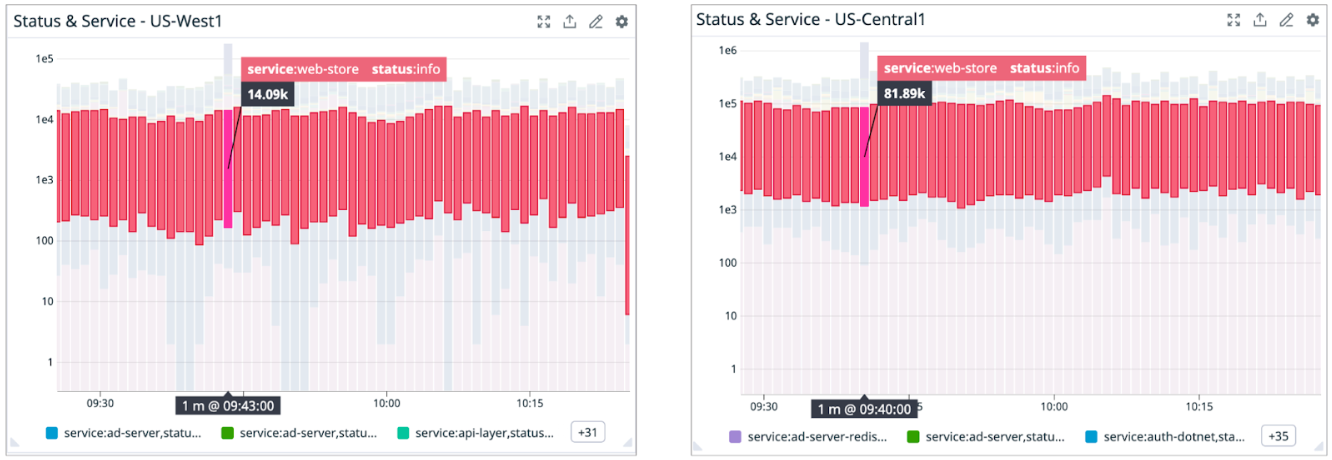 Status & Service - US-West1
1e5
1e4
1e3
100
10
1
service:web-store status:info
14.09k
09:30
10:00
10:15
1 m @ 09:43:00
service:ad-server,statu...
service:ad-server,statu...
service:api-layer,status...
+31
Status & Service - US-Central1
1e6
1e5
1e4
1e3
100
10
1
service:web-store status:info
81.89k
09:30
10:00
10:15
1 m @ 09:40:00
service:ad-server-redis...
service:ad-server,statu...
service:auth-dotnet,sta...
+35